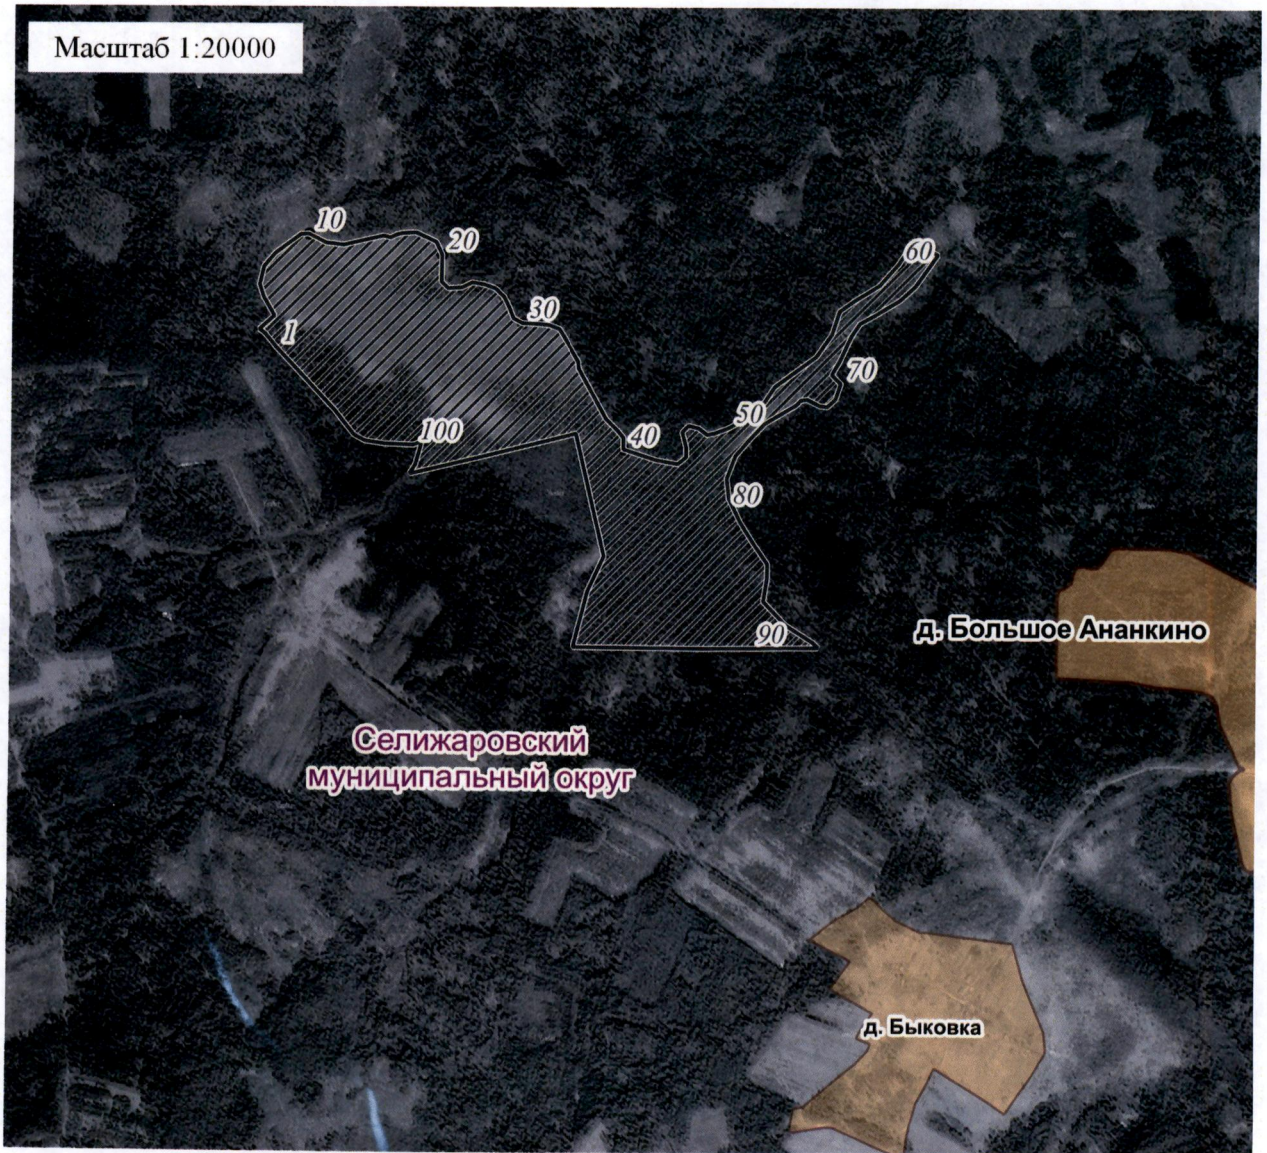 Масштаб 1:20000
10
20
60
30
1
70
50
100
40
80
90
д. Большое Ананкино
Селижаровский
муниципальный округ
д. Быковка